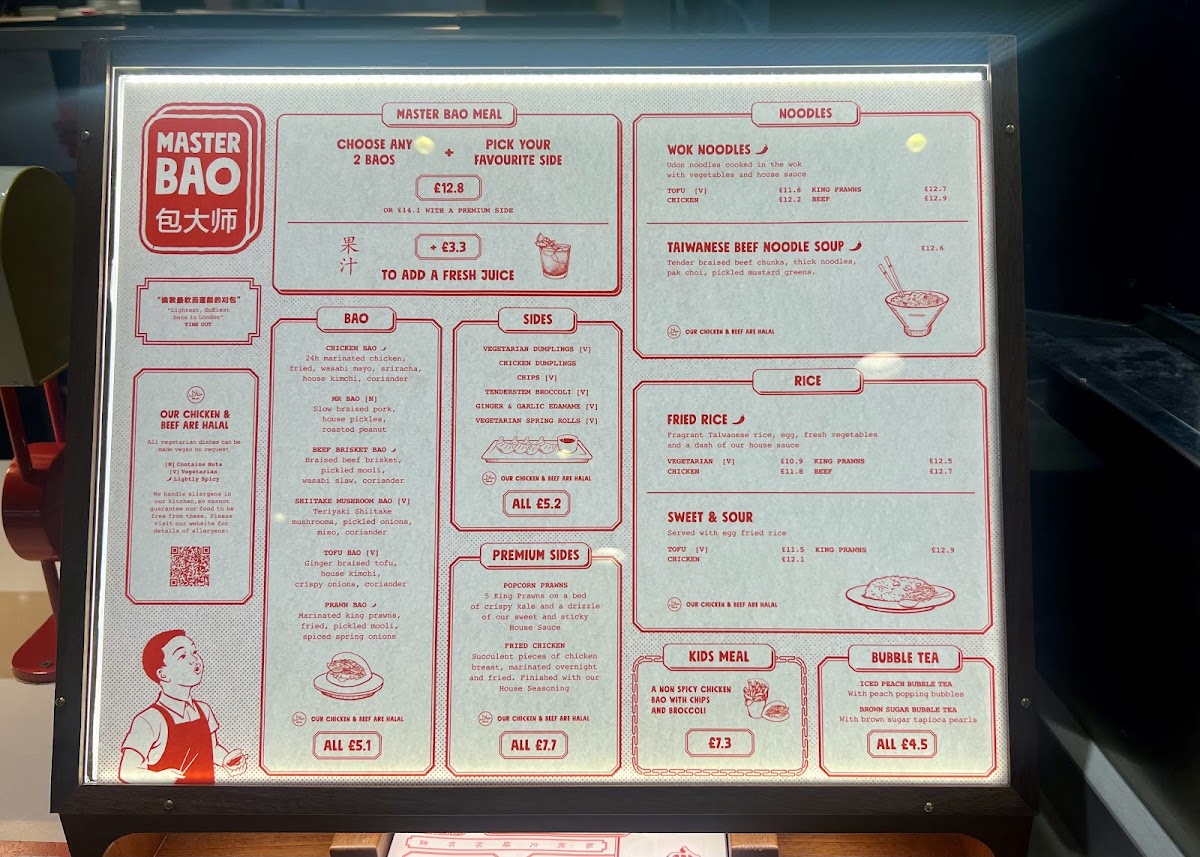 MASTER
BAO
包大师
"倫敦最軟而蓬鬆的刈包"
"Lightest, fluffiest
buns in London"
TIME OUT
OUR CHICKEN &
BEEF ARE HALAL
All vegetarian dishes can be
made vegan on request
[N] Contains Nuts
[V] Vegetarian
Lightly Spicy
We handle allergens in
our kitchen, so cannot
guarantee our food to be
free from these. Please
visit our website for
details of allergens:
MASTER BAO MEAL
CHOOSE ANY
2 BAOS
+
PICK YOUR
FAVOURITE SIDE
£12.8
OR £14.1 WITH A PREMIUM SIDE
果汁
+ £3.3
TO ADD A FRESH JUICE
BAO
CHICKEN BAO
24h marinated chicken,
fried, wasabi mayo, sriracha,
house kimchi, coriander
MR BAO [N]
Slow braised pork,
house pickles,
roasted peanut
BEEF BRISKET BAO
Braised beef brisket,
pickled mooli,
wasabi slaw, coriander
SHIITAKE MUSHROOM BAO [V]
Teriyaki Shiitake
mushrooms, pickled onions,
miso, coriander
TOFU BAO [V]
Ginger braised tofu,
house kimchi,
crispy onions, coriander
PRAWN BAO
Marinated king prawns,
fried, pickled mooli,
spiced spring onions
OUR CHICKEN & BEEF ARE HALAL
ALL £5.1
SIDES
VEGETARIAN DUMPLINGS [V]
CHICKEN DUMPLINGS
CHIPS [V]
TENDERSTEM BROCCOLI [V]
GINGER & GARLIC EDAMAME [V]
VEGETARIAN SPRING ROLLS [V]
OUR CHICKEN & BEEF ARE HALAL
ALL £5.2
PREMIUM SIDES
POPCORN PRAWNS
5 King Prawns on a bed
of crispy kale and a drizzle
of our sweet and sticky
House Sauce
FRIED CHICKEN
Succulent pieces of chicken
breast, marinated overnight
and fried. Finished with our
House Seasoning
OUR CHICKEN & BEEF ARE HALAL
ALL £7.7
NOODLES
WOK NOODLES
Udon noodles cooked in the wok
with vegetables and house sauce
TOFU [V] £11.6 KING PRAWNS £12.7
CHICKEN £12.2 BEEF £12.9
TAIWANESE BEEF NOODLE SOUP £12.6
Tender braised beef chunks, thick noodles,
pak choi, pickled mustard greens.
OUR CHICKEN & BEEF ARE HALAL
RICE
FRIED RICE
Fragrant Taiwanese rice, egg, fresh vegetables
and a dash of our house sauce
VEGETARIAN [V] £10.9 KING PRAWNS £12.5
CHICKEN £11.8 BEEF £12.7
SWEET & SOUR
Served with egg fried rice
TOFU [V] £11.5 KING PRAWNS £12.9
CHICKEN £12.1
OUR CHICKEN & BEEF ARE HALAL
KIDS MEAL
A NON SPICY CHICKEN
BAO WITH CHIPS
AND BROCCOLI
£7.3
BUBBLE TEA
ICED PEACH BUBBLE TEA
With peach popping bubbles
BROWN SUGAR BUBBLE TEA
With brown sugar tapioca pearls
ALL £4.5